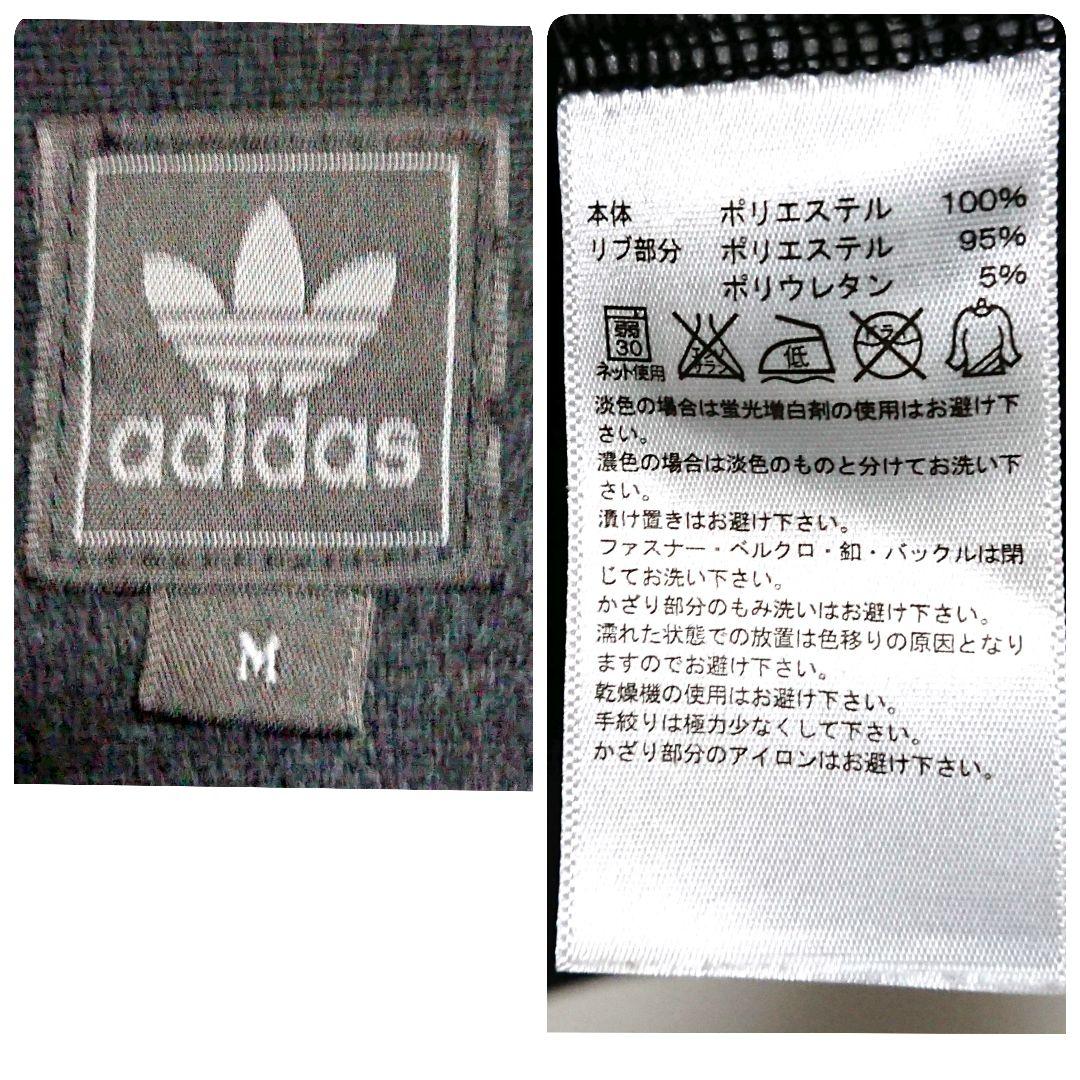 adidas
M
本体 ポリエステル 100%
リブ部分 ポリエステル 95%
ポリウレタン 5%
弱
30
ネット使用
エンソ
サラシ
低
ドライ
淡色の場合は蛍光増白剤の使用はお避け下
さい。
濃色の場合は淡色のものと分けてお洗い下
さい。
漬け置きはお避け下さい。
ファスナー・ベルクロ・釦・バックルは閉
じてお洗い下さい。
かざり部分のもみ洗いはお避け下さい。
濡れた状態での放置は色移りの原因となり
ますのでお避け下さい。
乾燥機の使用はお避け下さい。
手絞りは極力少なくして下さい。
かざり部分のアイロンはお避け下さい。